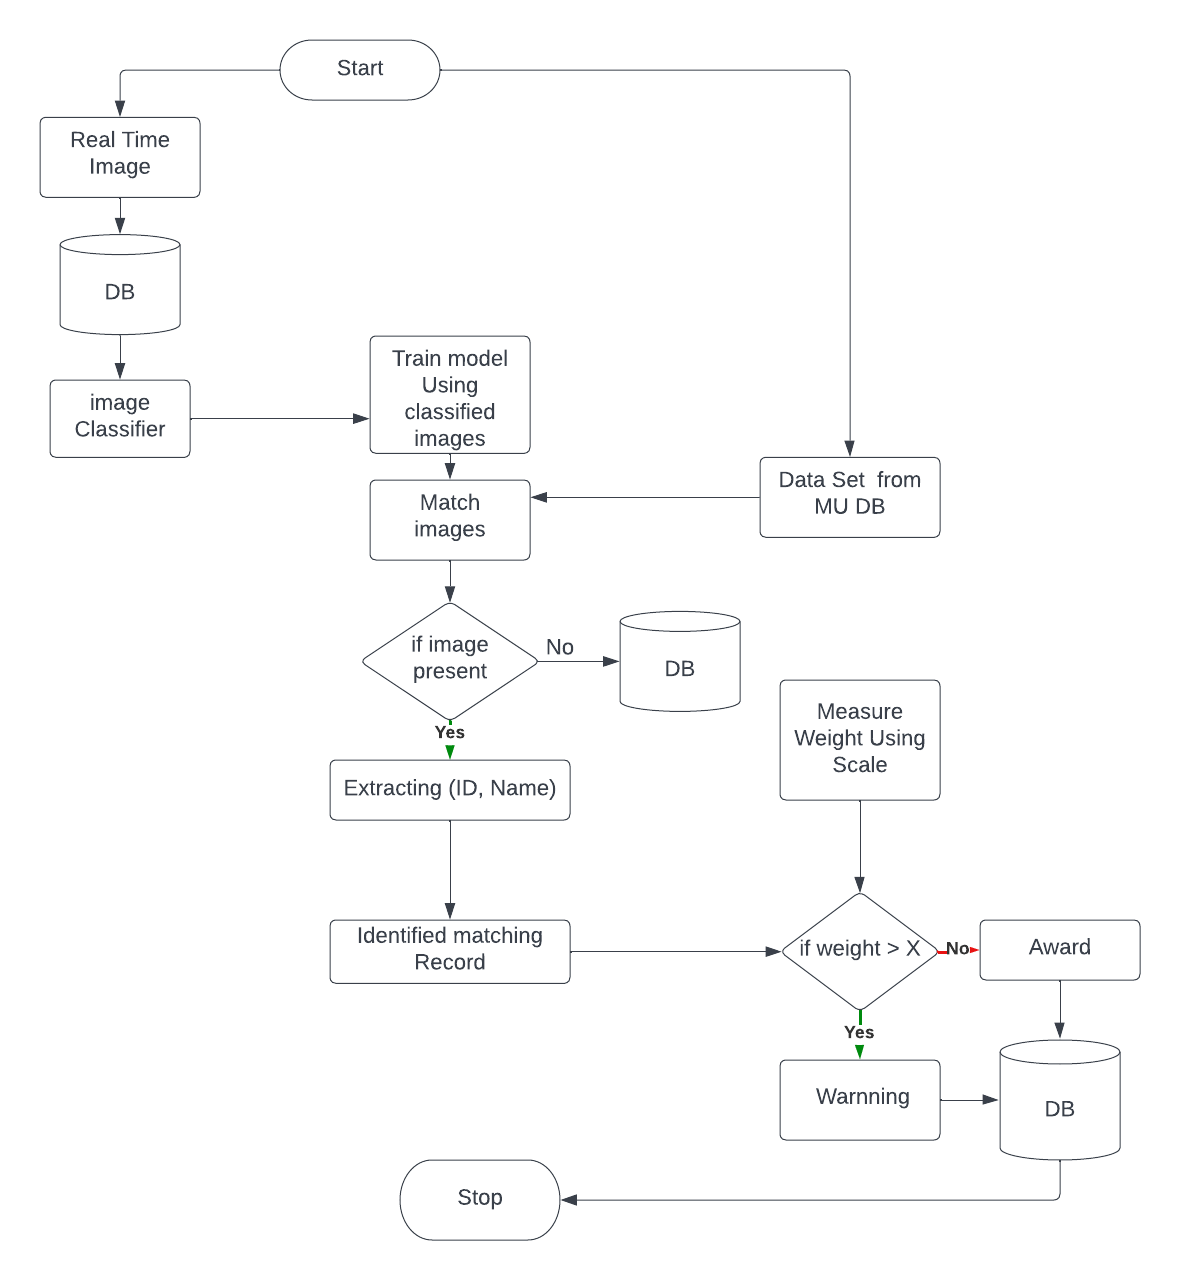 Start
Real Time
Image
DB
image
Classifier
Train model
Using
classified
images
Match
images
Data Set from
MU DB
if image
present
No
DB
Yes
Extracting (ID, Name)
Measure
Weight Using
Scale
Identified matching
Record
if weight > X
No
Award
Yes
Warnning
DB
Stop